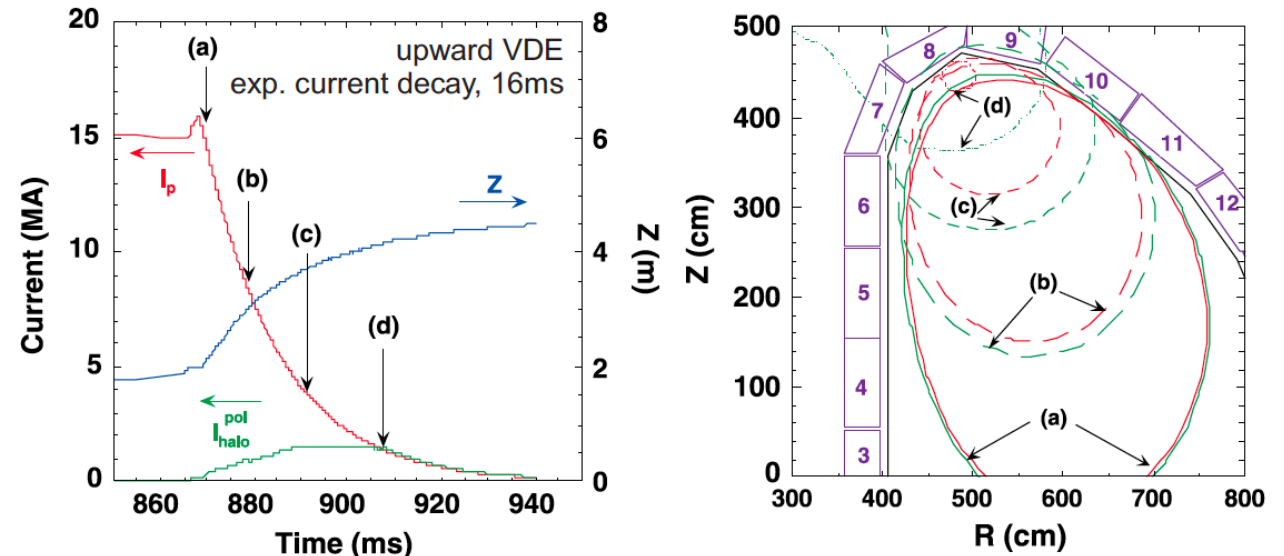 upward VDE
exp. current decay, 16ms
20
15
10
5
0
Current (MA)
860
880
900
920
940
Time (ms)
8
6
4
2
0
Z (m)
(a)
(b)
(c)
(d)
Ip
Z
I halo pol
500
400
300
200
100
0
Z (cm)
300
400
500
600
700
800
R (cm)
3
4
5
6
7
8
9
10
11
12
(d)
(c)
(b)
(a)